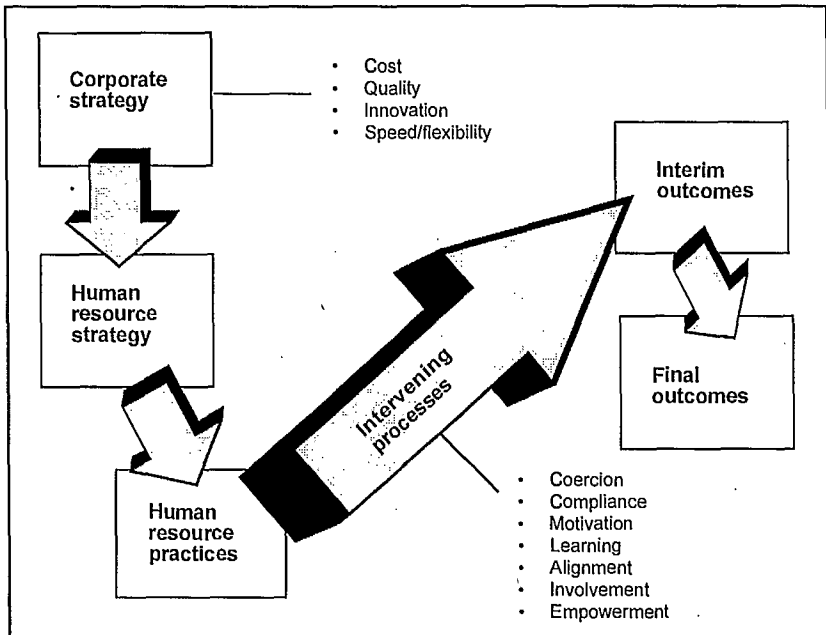 Corporate
strategy
• Cost
• Quality
• Innovation
• Speed/flexibility
Human
resource
strategy
Human
resource
practices
Intervening
processes
• Coercion
• Compliance
• Motivation
• Learning
• Alignment
• Involvement
• Empowerment
Interim
outcomes
Final
outcomes